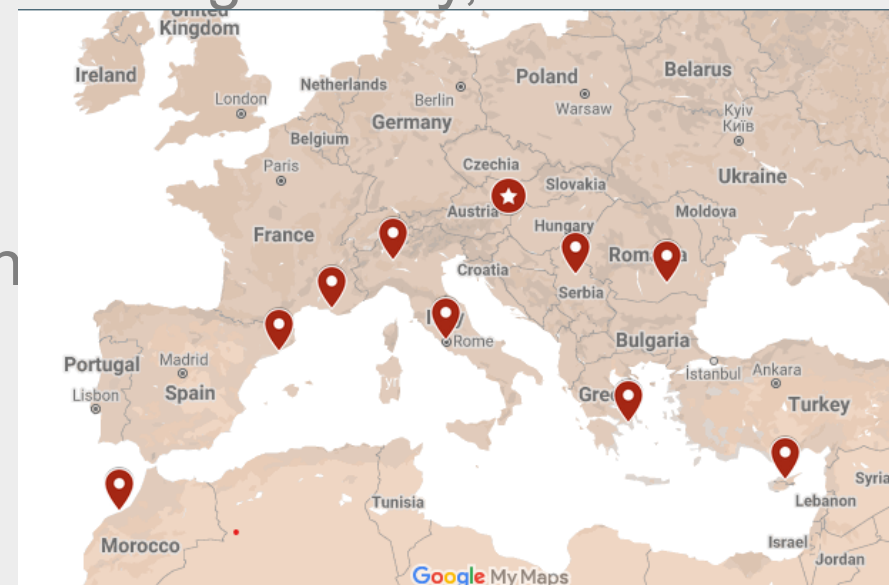 United
Kingdom
Ireland
London
Netherlands
Berlin
Poland
Warsaw
Belarus
Germany
Belgium
Kyiv
Київ
Paris
Czechia
Ukraine
Slovakia
Austria
Moldova
France
Hungary
Croatia
Serbia
Rome
Bulgaria
Portugal
Madrid
Spain
Lisbon
İstanbul
Ankara
Turkey
Tunisia
Syria
Lebanon
Morocco
Israel
Jordan
Google My Maps